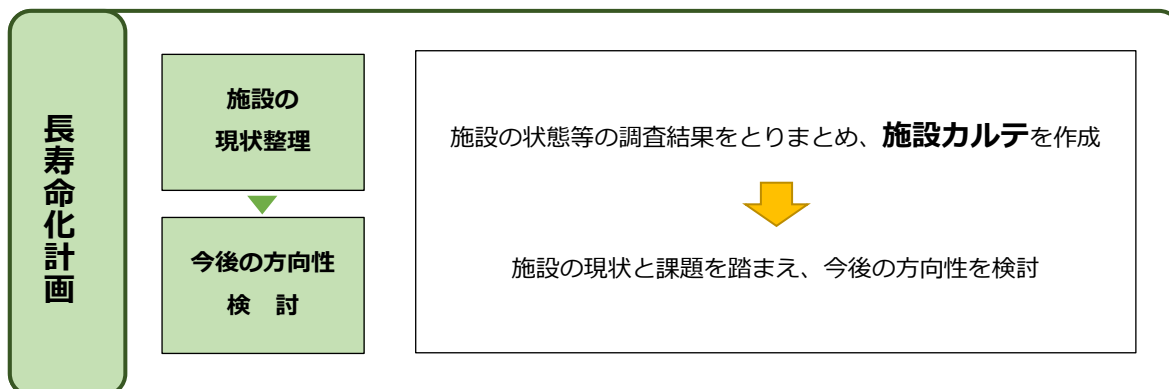 長寿命化計画
施設の
現状整理
今後の方向性
検　討
施設の状態等の調査結果をとりまとめ、施設カルテを作成
施設の現状と課題を踏まえ、今後の方向性を検討